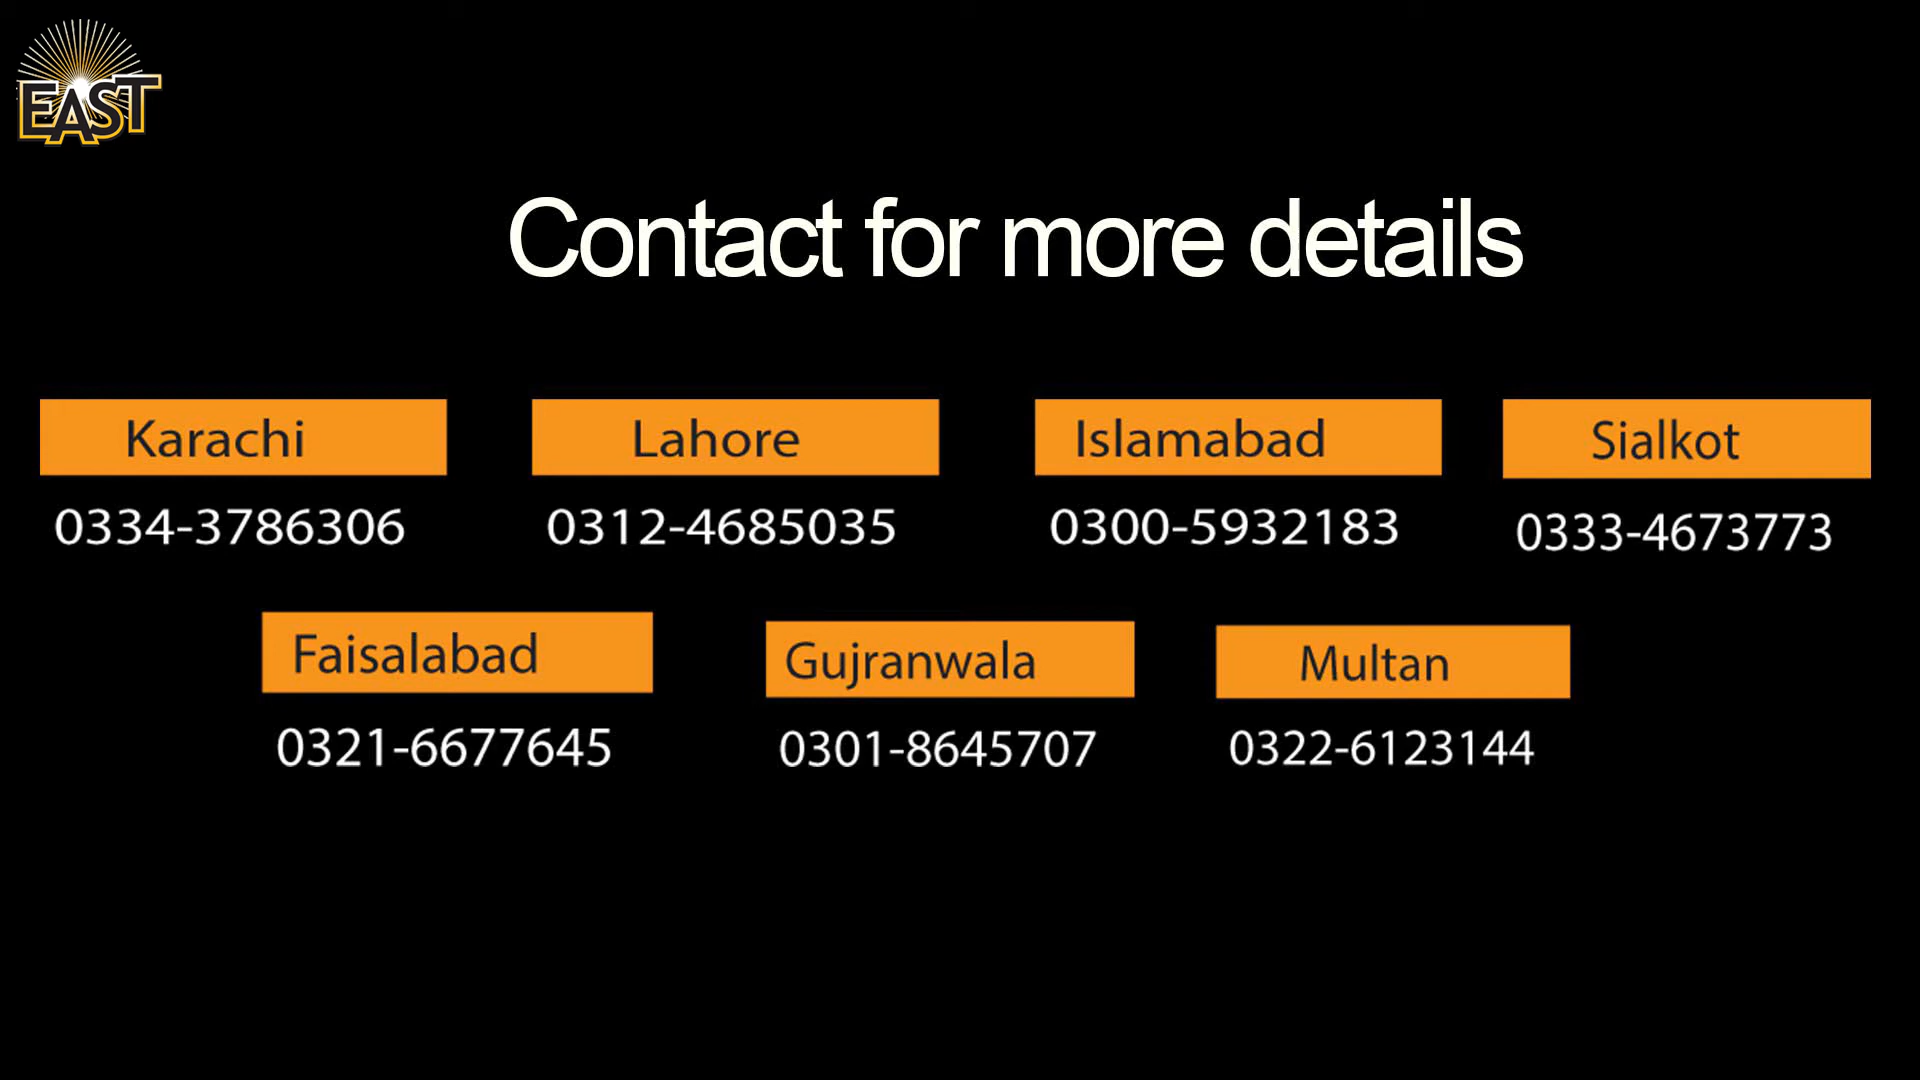 EAST
Contact for more details
Karachi
Lahore
Islamabad
Sialkot
0334-3786306
0312-4685035
0300-5932183
0333-4673773
Faisalabad
Gujranwala
Multan
0321-6677645
0301-8645707
0322-6123144